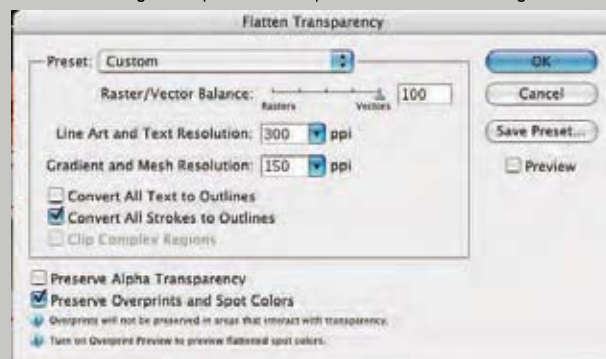 Flatten Transparency
Preset: Custom
OK
Raster/Vector Balance: 100
Rasters Vectors
Cancel
Line Art and Text Resolution: 300 ppi
Save Preset...
Gradient and Mesh Resolution: 150 ppi
Preview
Convert All Text to Outlines
Convert All Strokes to Outlines
Clip Complex Regions
Preserve Alpha Transparency
Preserve Overprints and Spot Colors
Overprints will not be preserved in areas that interact with transparency.
Turn on Overprint Preview to preview flattened spot colors.